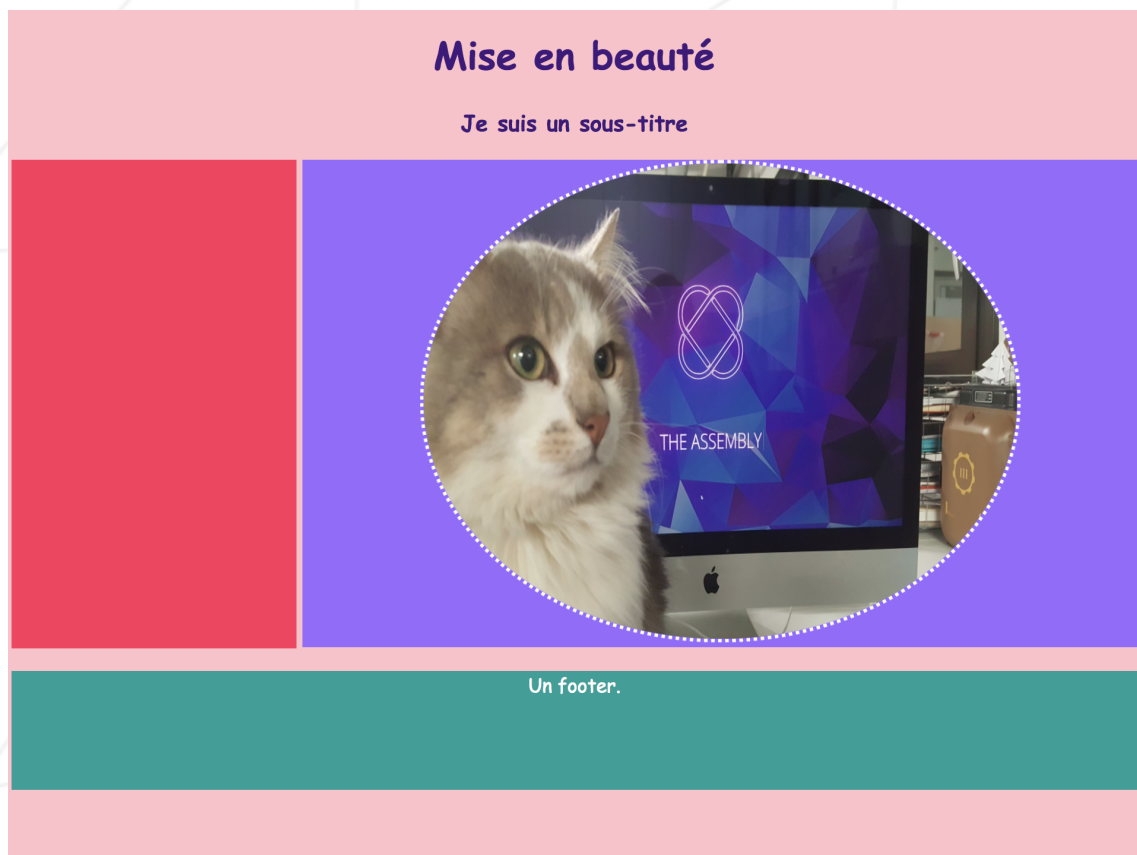 Mise en beauté
Je suis un sous-titre
THE ASSEMBLY
Un footer.